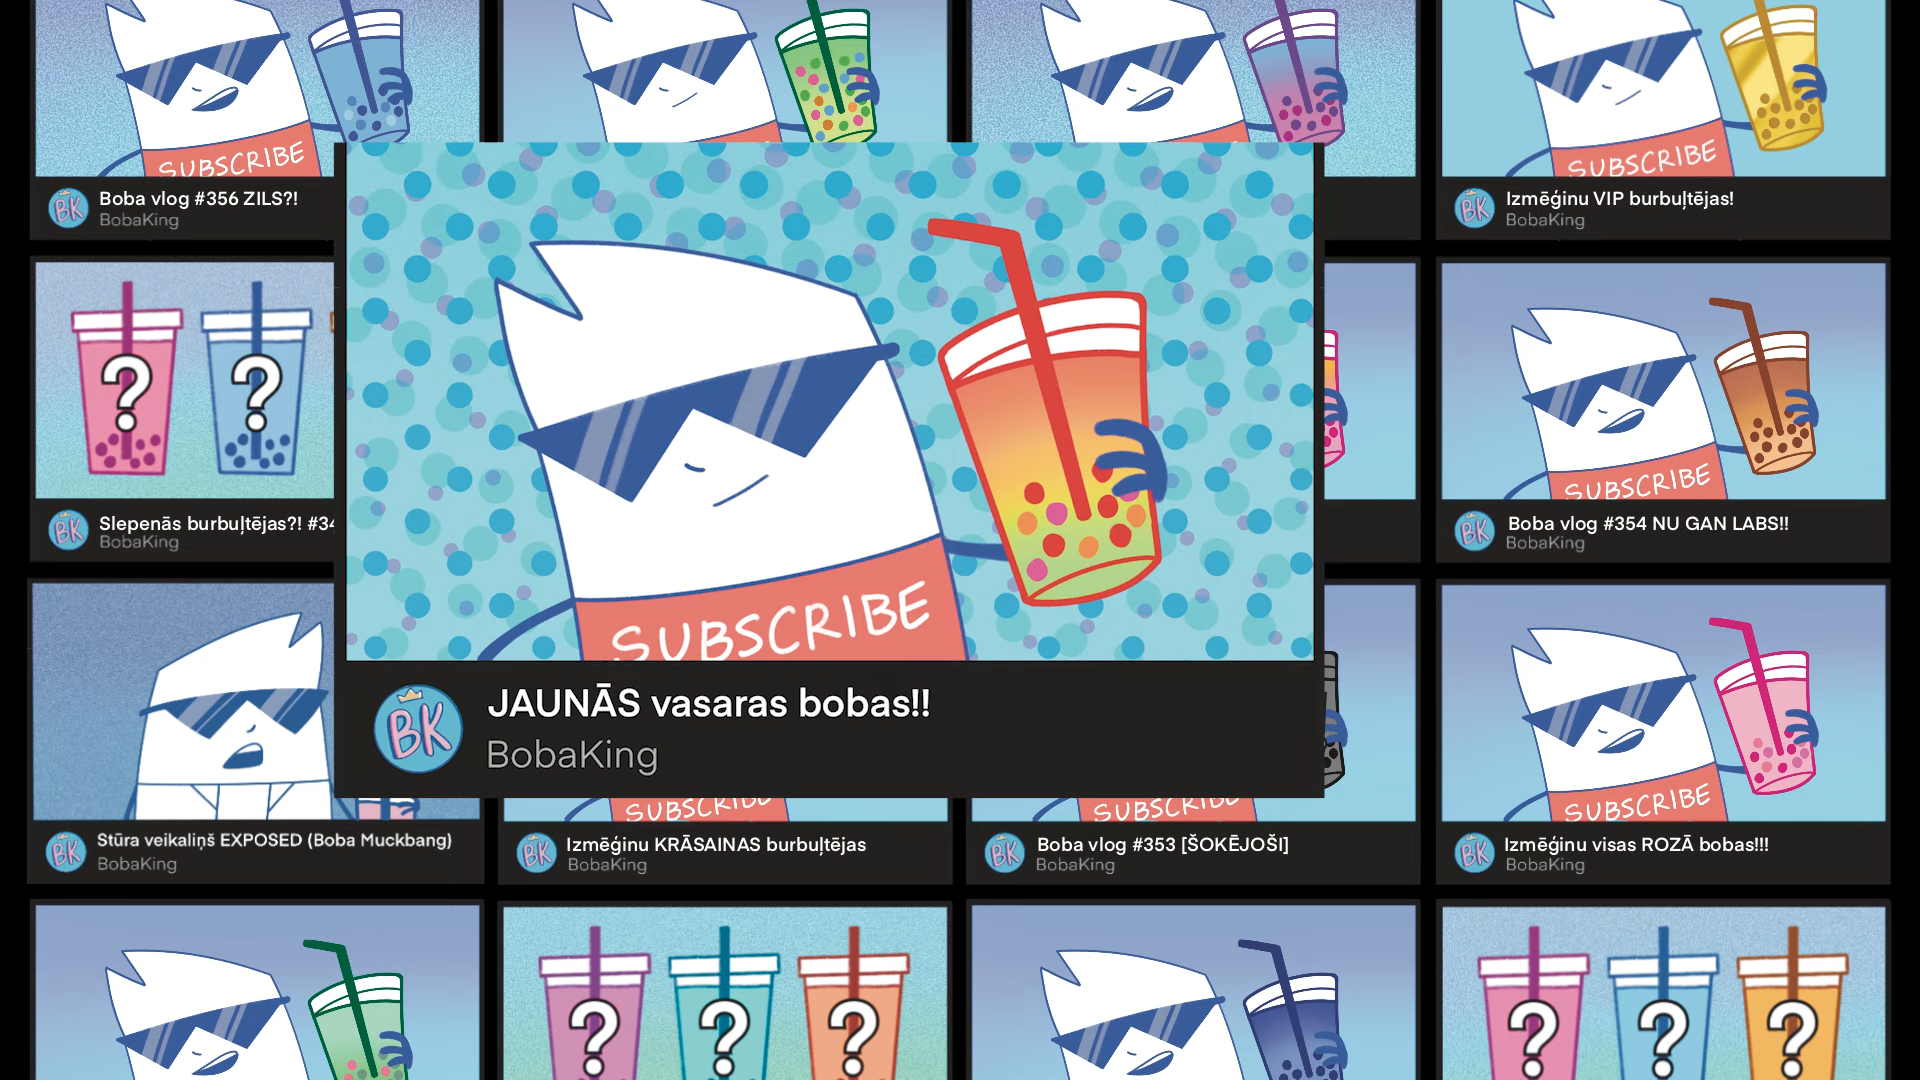 SUBSCRIBE
SUBSCRIBE
BK
Boba vlog #356 ZILS?!
BobaKing
BK
Izmēģinu VIP burbuļtējas!
BobaKing
?
?
BK
Slepenās burbuļtējas?! #34
BobaKing
SUBSCRIBE
BK
JAUNĀS vasaras bobas!!
BobaKing
SUBSCRIBE
BK
Boba vlog #354 NU GAN LABS!!
BobaKing
BK
Stūra veikaliņš EXPOSED (Boba Muckbang)
BobaKing
SUBSCRIBE
BK
Izmēģinu KRĀSAINAS burbuļtējas
BobaKing
SUBSCRIBE
BK
Boba vlog #353 [ŠOKĒJOŠI]
BobaKing
SUBSCRIBE
BK
Izmēģinu visas ROZĀ bobas!!!
BobaKing
? ? ?
? ? ?